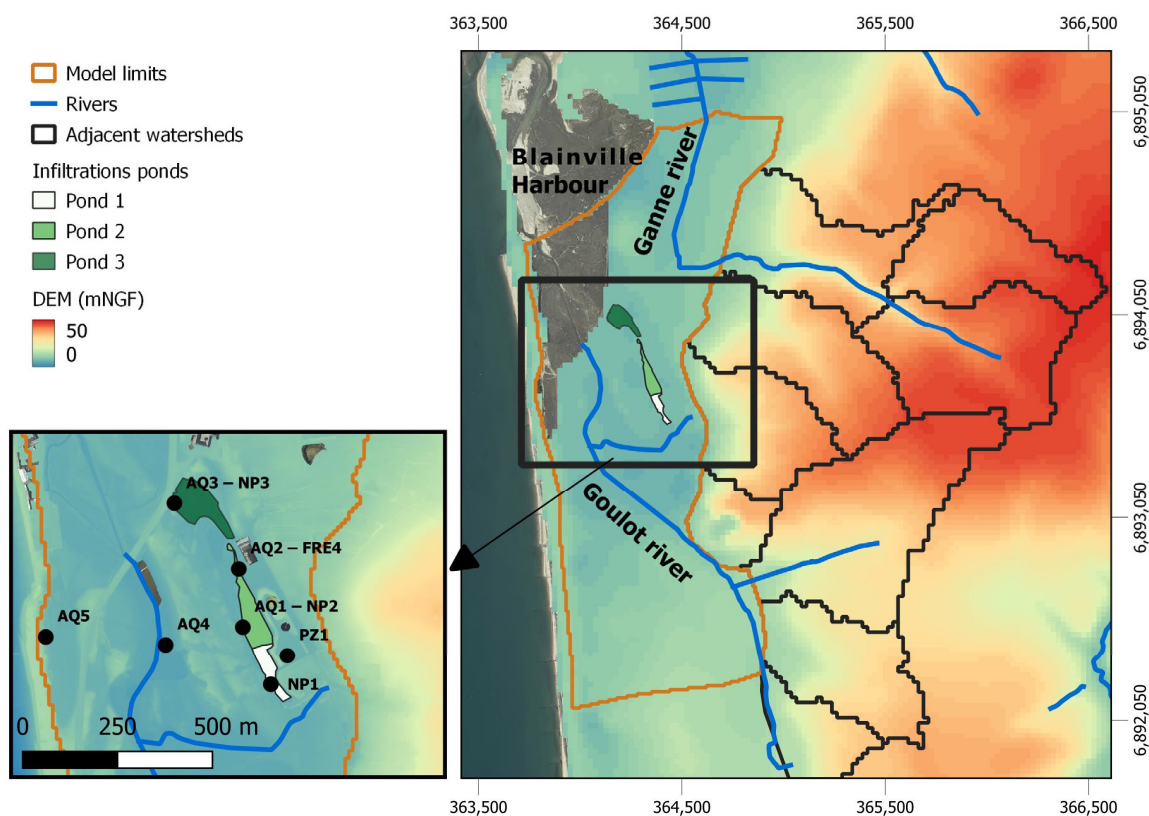 363,500 364,500 365,500 366,500
Model limits
Rivers
Adjacent watersheds
Infiltrations ponds
Pond 1
Pond 2
Pond 3
DEM (mNGF)
50
0
Blainville
Harbour
Ganne river
Goulot river
6,895,050
6,894,050
6,893,050
6,892,050
AQ3 – NP3
AQ2 – FRE4
AQ1 – NP2
AQ5
AQ4
PZ1
NP1
0 250 500 m
363,500 364,500 365,500 366,500